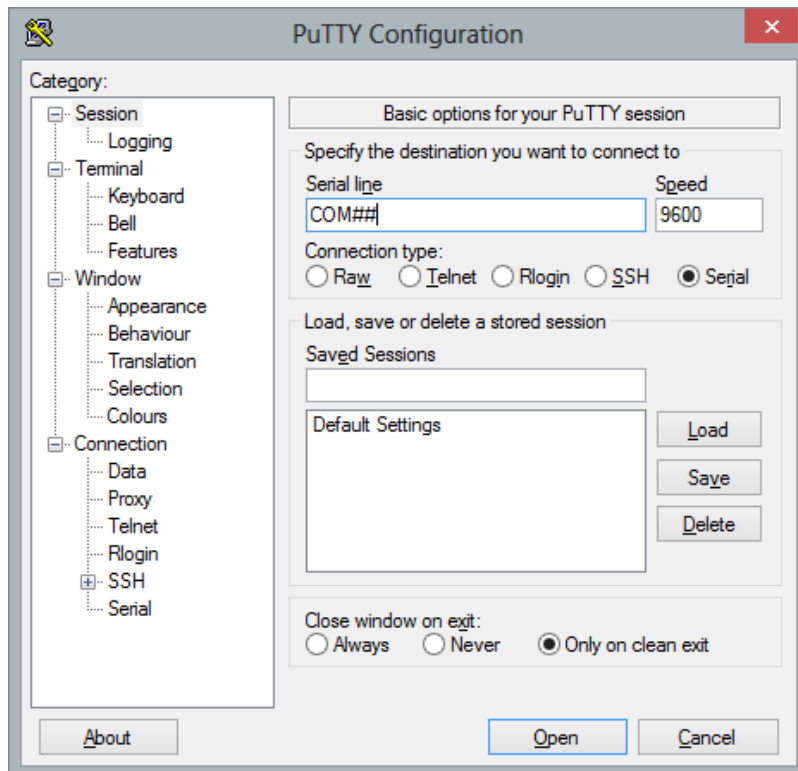 PuTTY Configuration
Category:
Session
Logging
Terminal
Keyboard
Bell
Features
Window
Appearance
Behaviour
Translation
Selection
Colours
Connection
Data
Proxy
Telnet
Rlogin
SSH
Serial
Basic options for your PuTTY session
Specify the destination you want to connect to
Serial line Speed
COM## 9600
Connection type:
Raw Telnet Rlogin SSH Serial
Load, save or delete a stored session
Saved Sessions
Default Settings
Load
Save
Delete
Close window on exit:
Always Never Only on clean exit
About Open Cancel